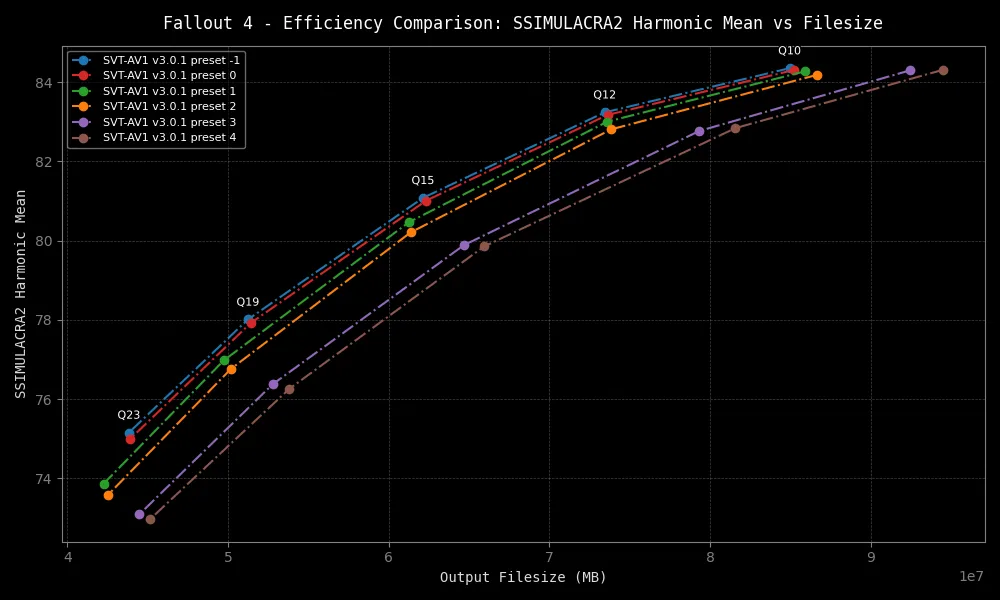 Fallout 4 - Efficiency Comparison: SSIMULACRA2 Harmonic Mean vs Filesize
SVT-AV1 v3.0.1 preset -1
SVT-AV1 v3.0.1 preset 0
SVT-AV1 v3.0.1 preset 1
SVT-AV1 v3.0.1 preset 2
SVT-AV1 v3.0.1 preset 3
SVT-AV1 v3.0.1 preset 4
Q10
Q12
Q15
Q19
Q23
SSIMULACRA2 Harmonic Mean
84
82
80
78
76
74
4 5 6 7 8 9
1e7
Output Filesize (MB)